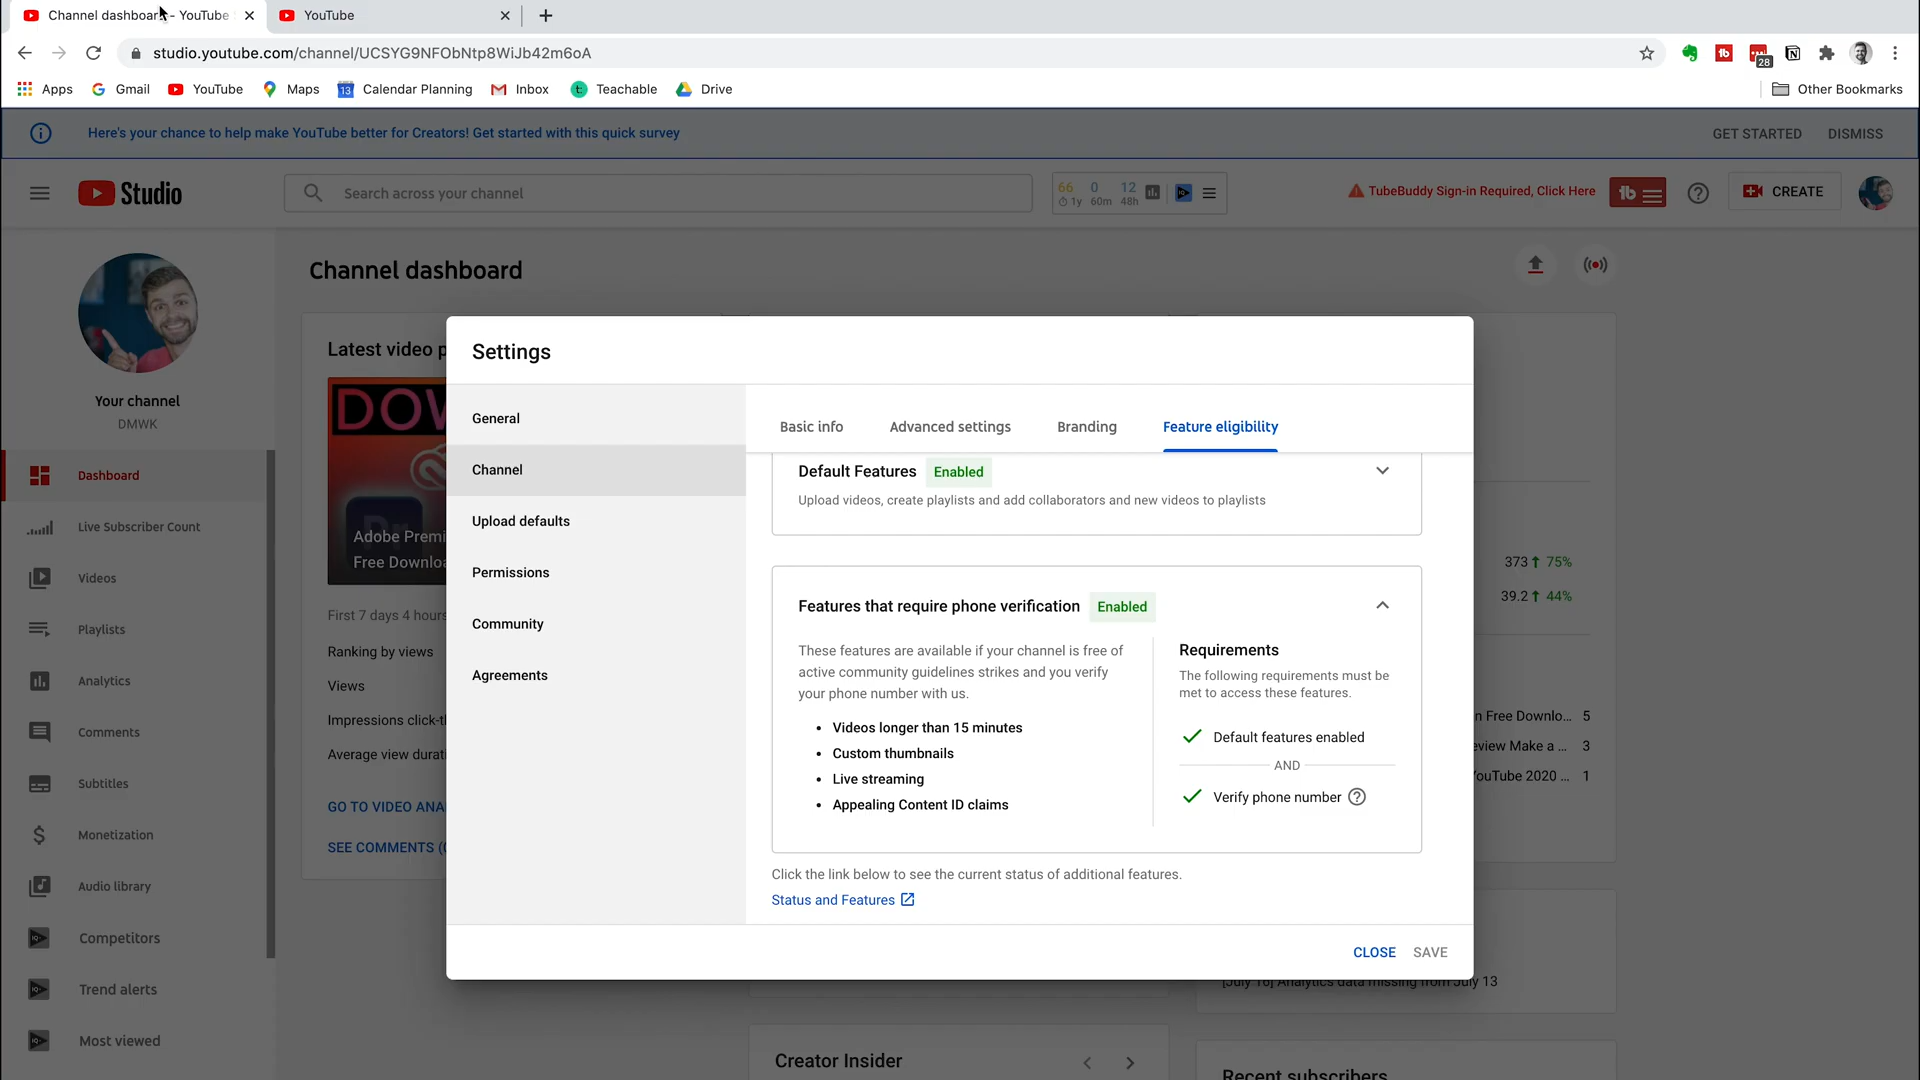 Channel dashboard - YouTube
YouTube
studio.youtube.com/channel/UCSYG9NFObNtp8WiJb42m6oA
28
Apps
Gmail
YouTube
Maps
13
Calendar Planning
Inbox
Teachable
Drive
Other Bookmarks
Here's your chance to help make YouTube better for Creators! Get started with this quick survey
GET STARTED
DISMISS
Studio
Search across your channel
66 0 12
1y 60m 48h
TubeBuddy Sign-in Required, Click Here
tb
CREATE
Channel dashboard
Your channel
DMWK
Dashboard
Live Subscriber Count
Videos
Playlists
Analytics
Comments
Subtitles
Monetization
Audio library
Competitors
Trend alerts
Most viewed
Latest video p
DOW
Adobe Premi
Free Downloa
First 7 days 4 hours
Ranking by views
Views
Impressions click-t
Average view durati
GO TO VIDEO ANA
SEE COMMENTS (
Settings
General
Channel
Upload defaults
Permissions
Community
Agreements
Basic info
Advanced settings
Branding
Feature eligibility
Default Features
Enabled
Upload videos, create playlists and add collaborators and new videos to playlists
Features that require phone verification
Enabled
These features are available if your channel is free of
active community guidelines strikes and you verify
your phone number with us.
• Videos longer than 15 minutes
• Custom thumbnails
• Live streaming
• Appealing Content ID claims
Requirements
The following requirements must be
met to access these features.
Default features enabled
AND
Verify phone number
Click the link below to see the current status of additional features.
Status and Features
CLOSE
SAVE
373 75%
39.2 44%
n Free Downlo... 5
eview Make a ... 3
YouTube 2020 ... 1
[July 16] Analytics data missing from July 13
Creator Insider
Recent subscribers